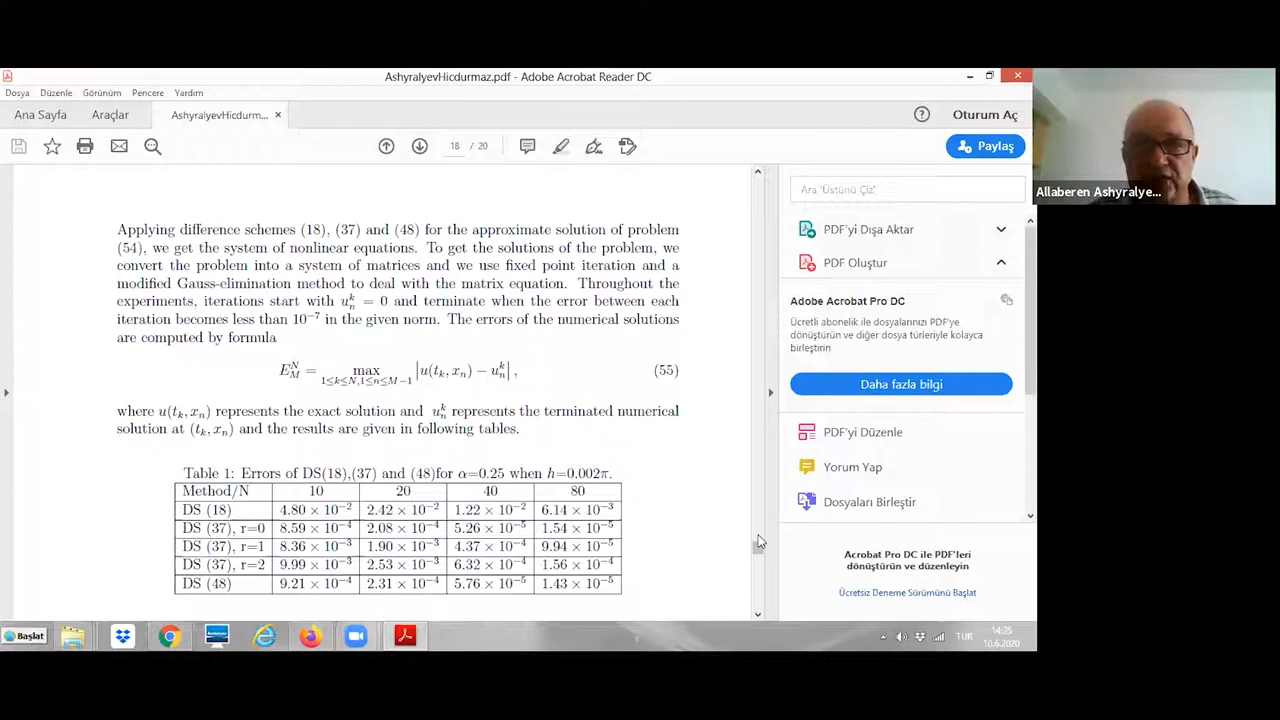 AshyralyevHicdurmaz.pdf - Adobe Acrobat Reader DC
Dosya Düzenle Görünüm Pencere Yardım
Ana Sayfa Araçlar AshyralyevHicdurm... × Oturum Aç
18 / 20 Paylaş
Applying difference schemes (18), (37) and (48) for the approximate solution of problem
(54), we get the system of nonlinear equations. To get the solutions of the problem, we
convert the problem into a system of matrices and we use fixed point iteration and a
modified Gauss-elimination method to deal with the matrix equation. Throughout the
experiments, iterations start with u_n^k = 0 and terminate when the error between each
iteration becomes less than 10^−7 in the given norm. The errors of the numerical solutions
are computed by formula
E_M^N = max_{1≤k≤N,1≤n≤M−1} |u(t_k, x_n) − u_n^k| , (55)
where u(t_k, x_n) represents the exact solution and u_n^k represents the terminated numerical
solution at (t_k, x_n) and the results are given in following tables.
Table 1: Errors of DS(18),(37) and (48)for α=0.25 when h=0.002π.
Method/N 10 20 40 80
DS (18) 4.80 × 10^−2 2.42 × 10^−2 1.22 × 10^−2 6.14 × 10^−3
DS (37), r=0 8.59 × 10^−4 2.08 × 10^−4 5.26 × 10^−5 1.54 × 10^−5
DS (37), r=1 8.36 × 10^−3 1.90 × 10^−3 4.37 × 10^−4 9.94 × 10^−5
DS (37), r=2 9.99 × 10^−3 2.53 × 10^−3 6.32 × 10^−4 1.56 × 10^−4
DS (48) 9.21 × 10^−4 2.31 × 10^−4 5.76 × 10^−5 1.43 × 10^−5
Ara 'Üstünü Çiz'
PDF'yi Dışa Aktar
PDF Oluştur
Adobe Acrobat Pro DC
Ücretli abonelik ile dosyalarınızı PDF'ye
dönüştürün ve diğer dosya türleriyle kolayca
birleştirin
Daha fazla bilgi
PDF'yi Düzenle
Yorum Yap
Dosyaları Birleştir
Acrobat Pro DC ile PDF'leri
dönüştürün ve düzenleyin
Ücretsiz Deneme Sürümünü Başlat
Allaberen Ashyralye...
Başlat TUR 14:25
10.6.2020